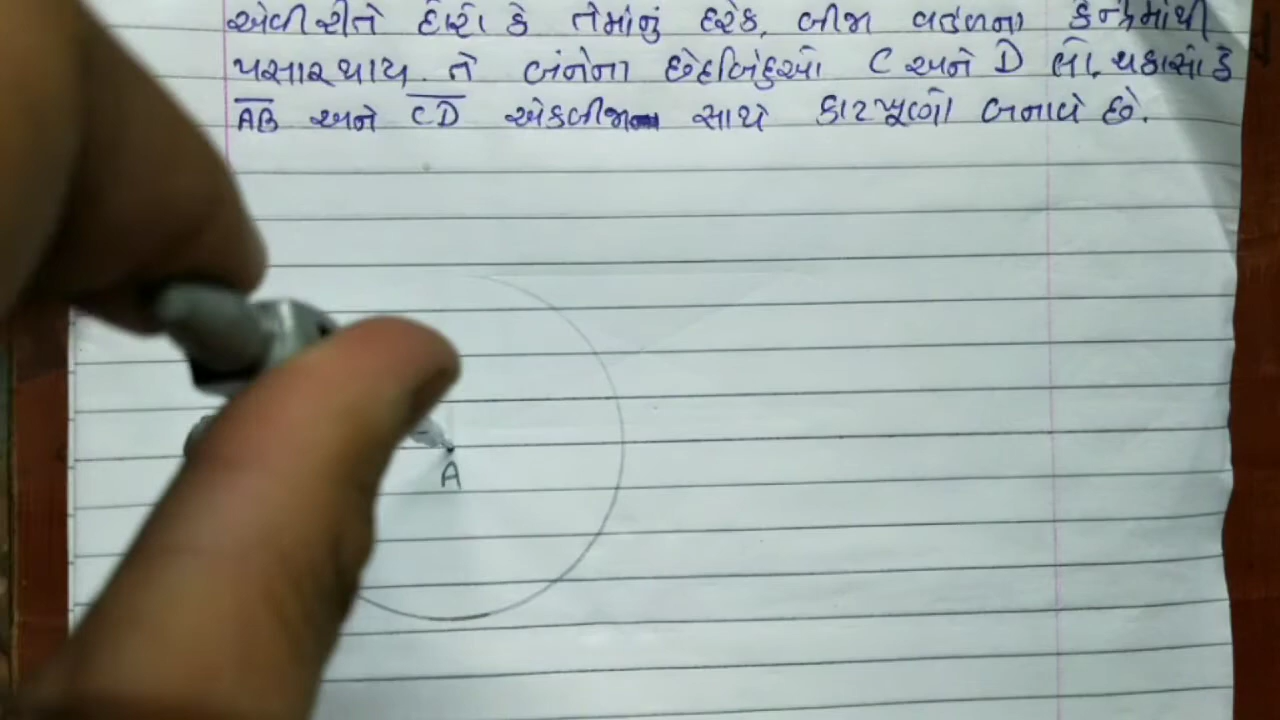 એવી રીતે દોરો કે તેમાંનું દરેક, બીજા વર્તુળના કેન્દ્રમાંથી
પસાર થાય. તે બંનેના છેદબિંદુઓ C અને D લો, ચકાસો કે
AB અને CD એકબીજા સાથે કાટખૂણો બનાવે છે.
A